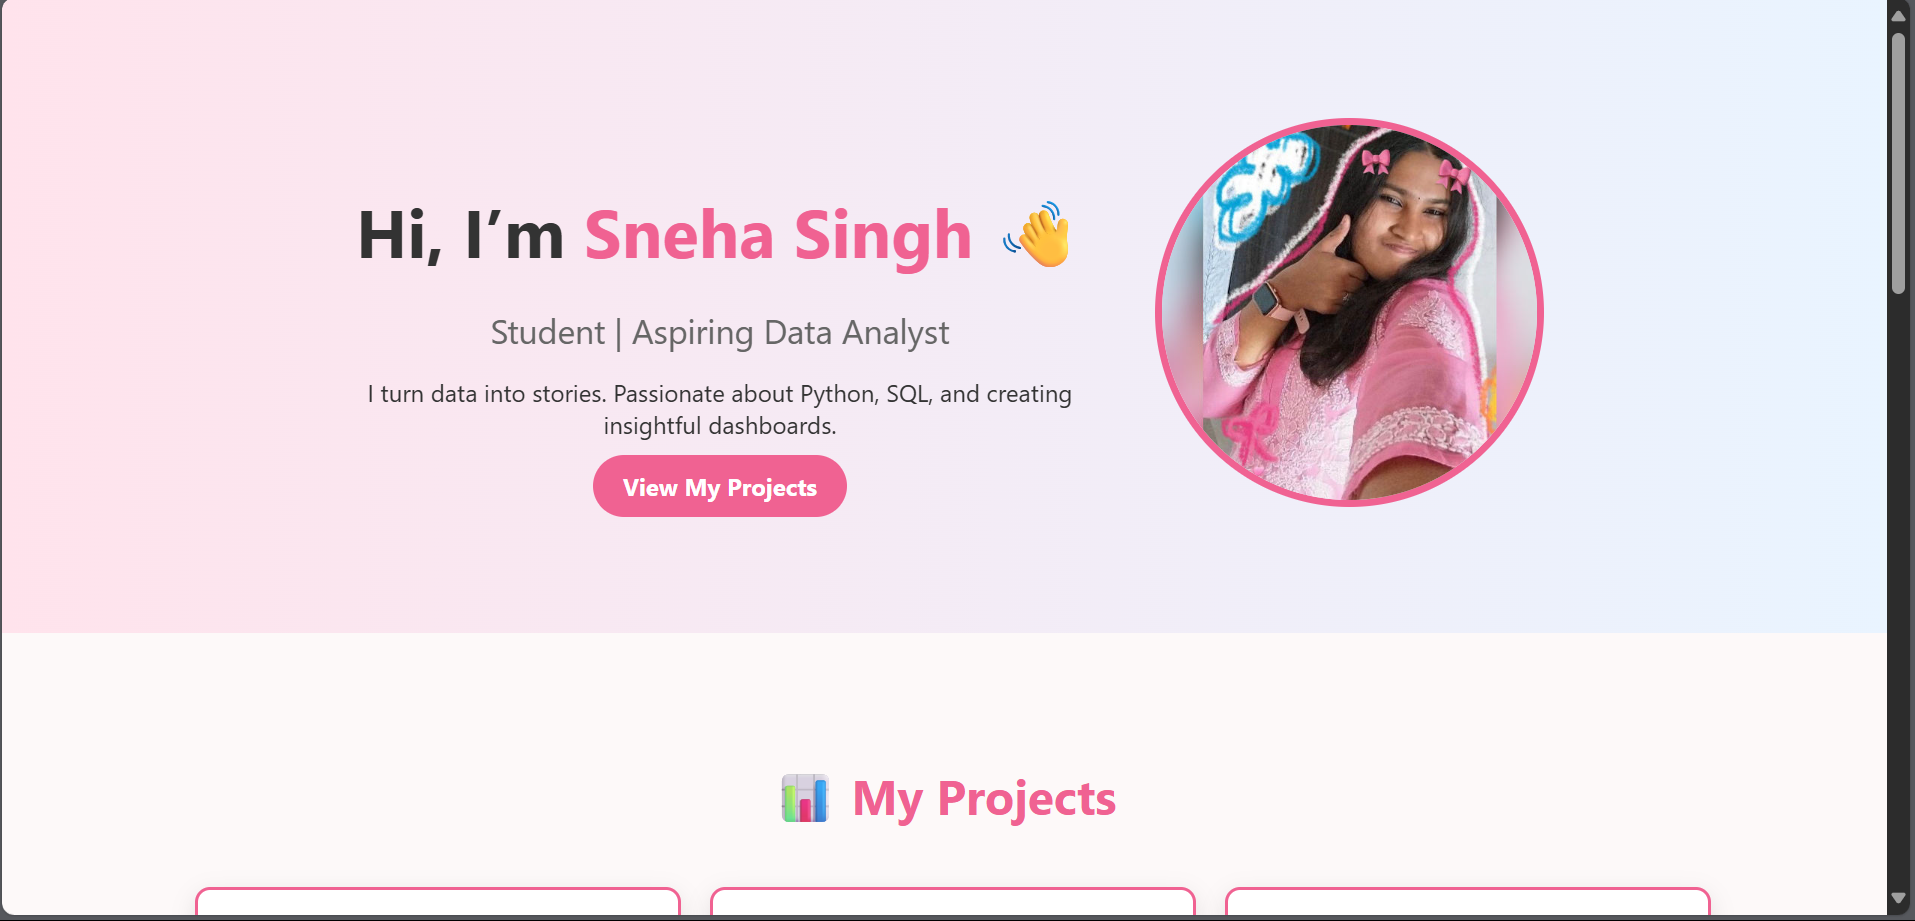 Hi, I’m Sneha Singh 👋
Student | Aspiring Data Analyst
I turn data into stories. Passionate about Python, SQL, and creating
insightful dashboards.
View My Projects
📊 My Projects